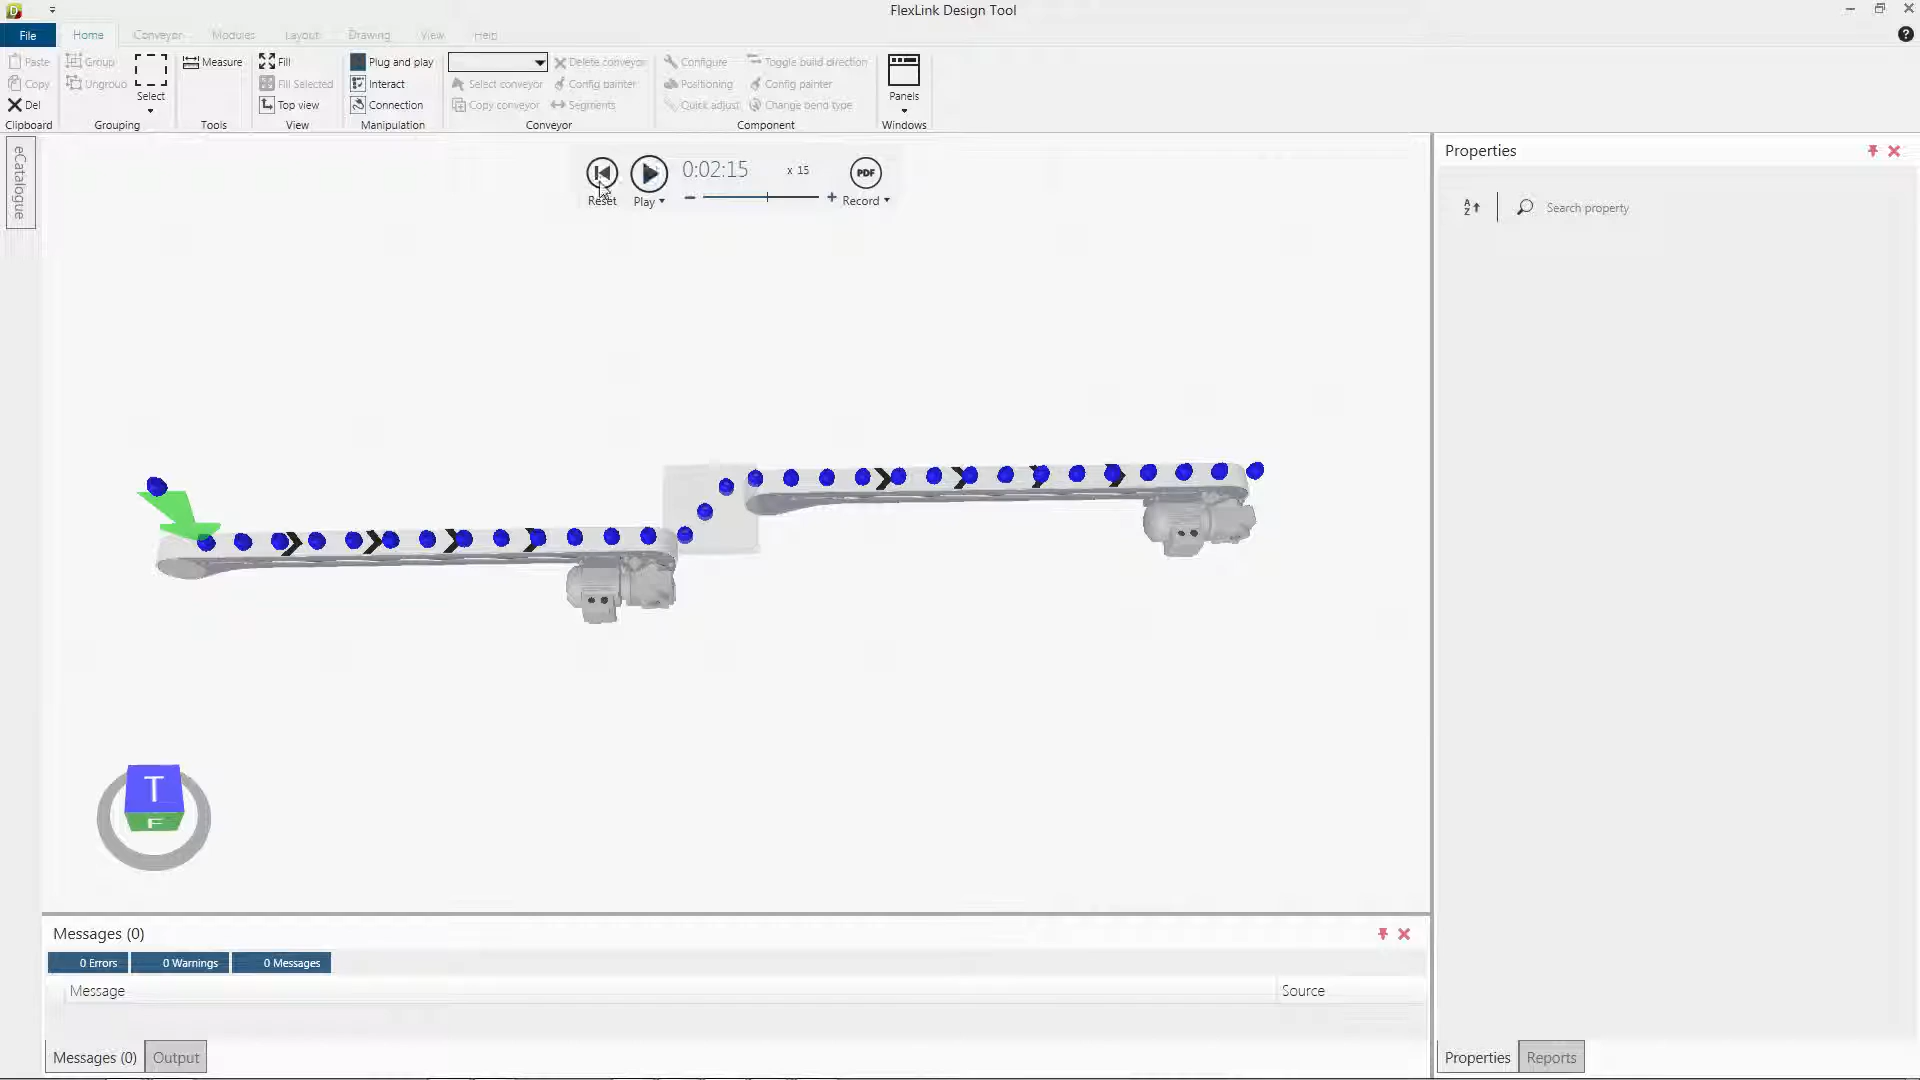 D
FlexLink Design Tool
File Home Conveyor Modules Layout Drawing View Help
Paste Group Select Measure Fill Plug and play Delete conveyor Configure Toggle build direction Panels
Copy Ungroup Fill Selected Interact Select conveyor Config painter Positioning Config painter
Del Top view Connection Copy conveyor Segments Quick adjust Change bend type
Clipboard Grouping Tools View Manipulation Conveyor Component Windows
eCatalogue
Reset Play 0:02:15 x 15 PDF Record
T
F
Properties
A Z Search property
Messages (0)
0 Errors 0 Warnings 0 Messages
Message Source
Messages (0) Output
Properties Reports